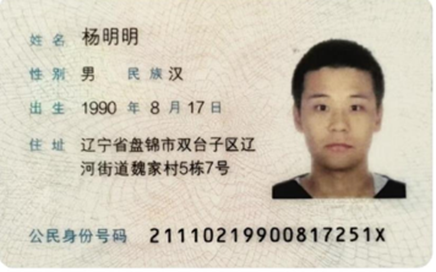 姓名 杨明明
性别 男 民族 汉
出生 1990 年 8 月 17 日
住址 辽宁省盘锦市双台子区辽
河街道魏家村5栋7号
公民身份号码 21110219900817251X